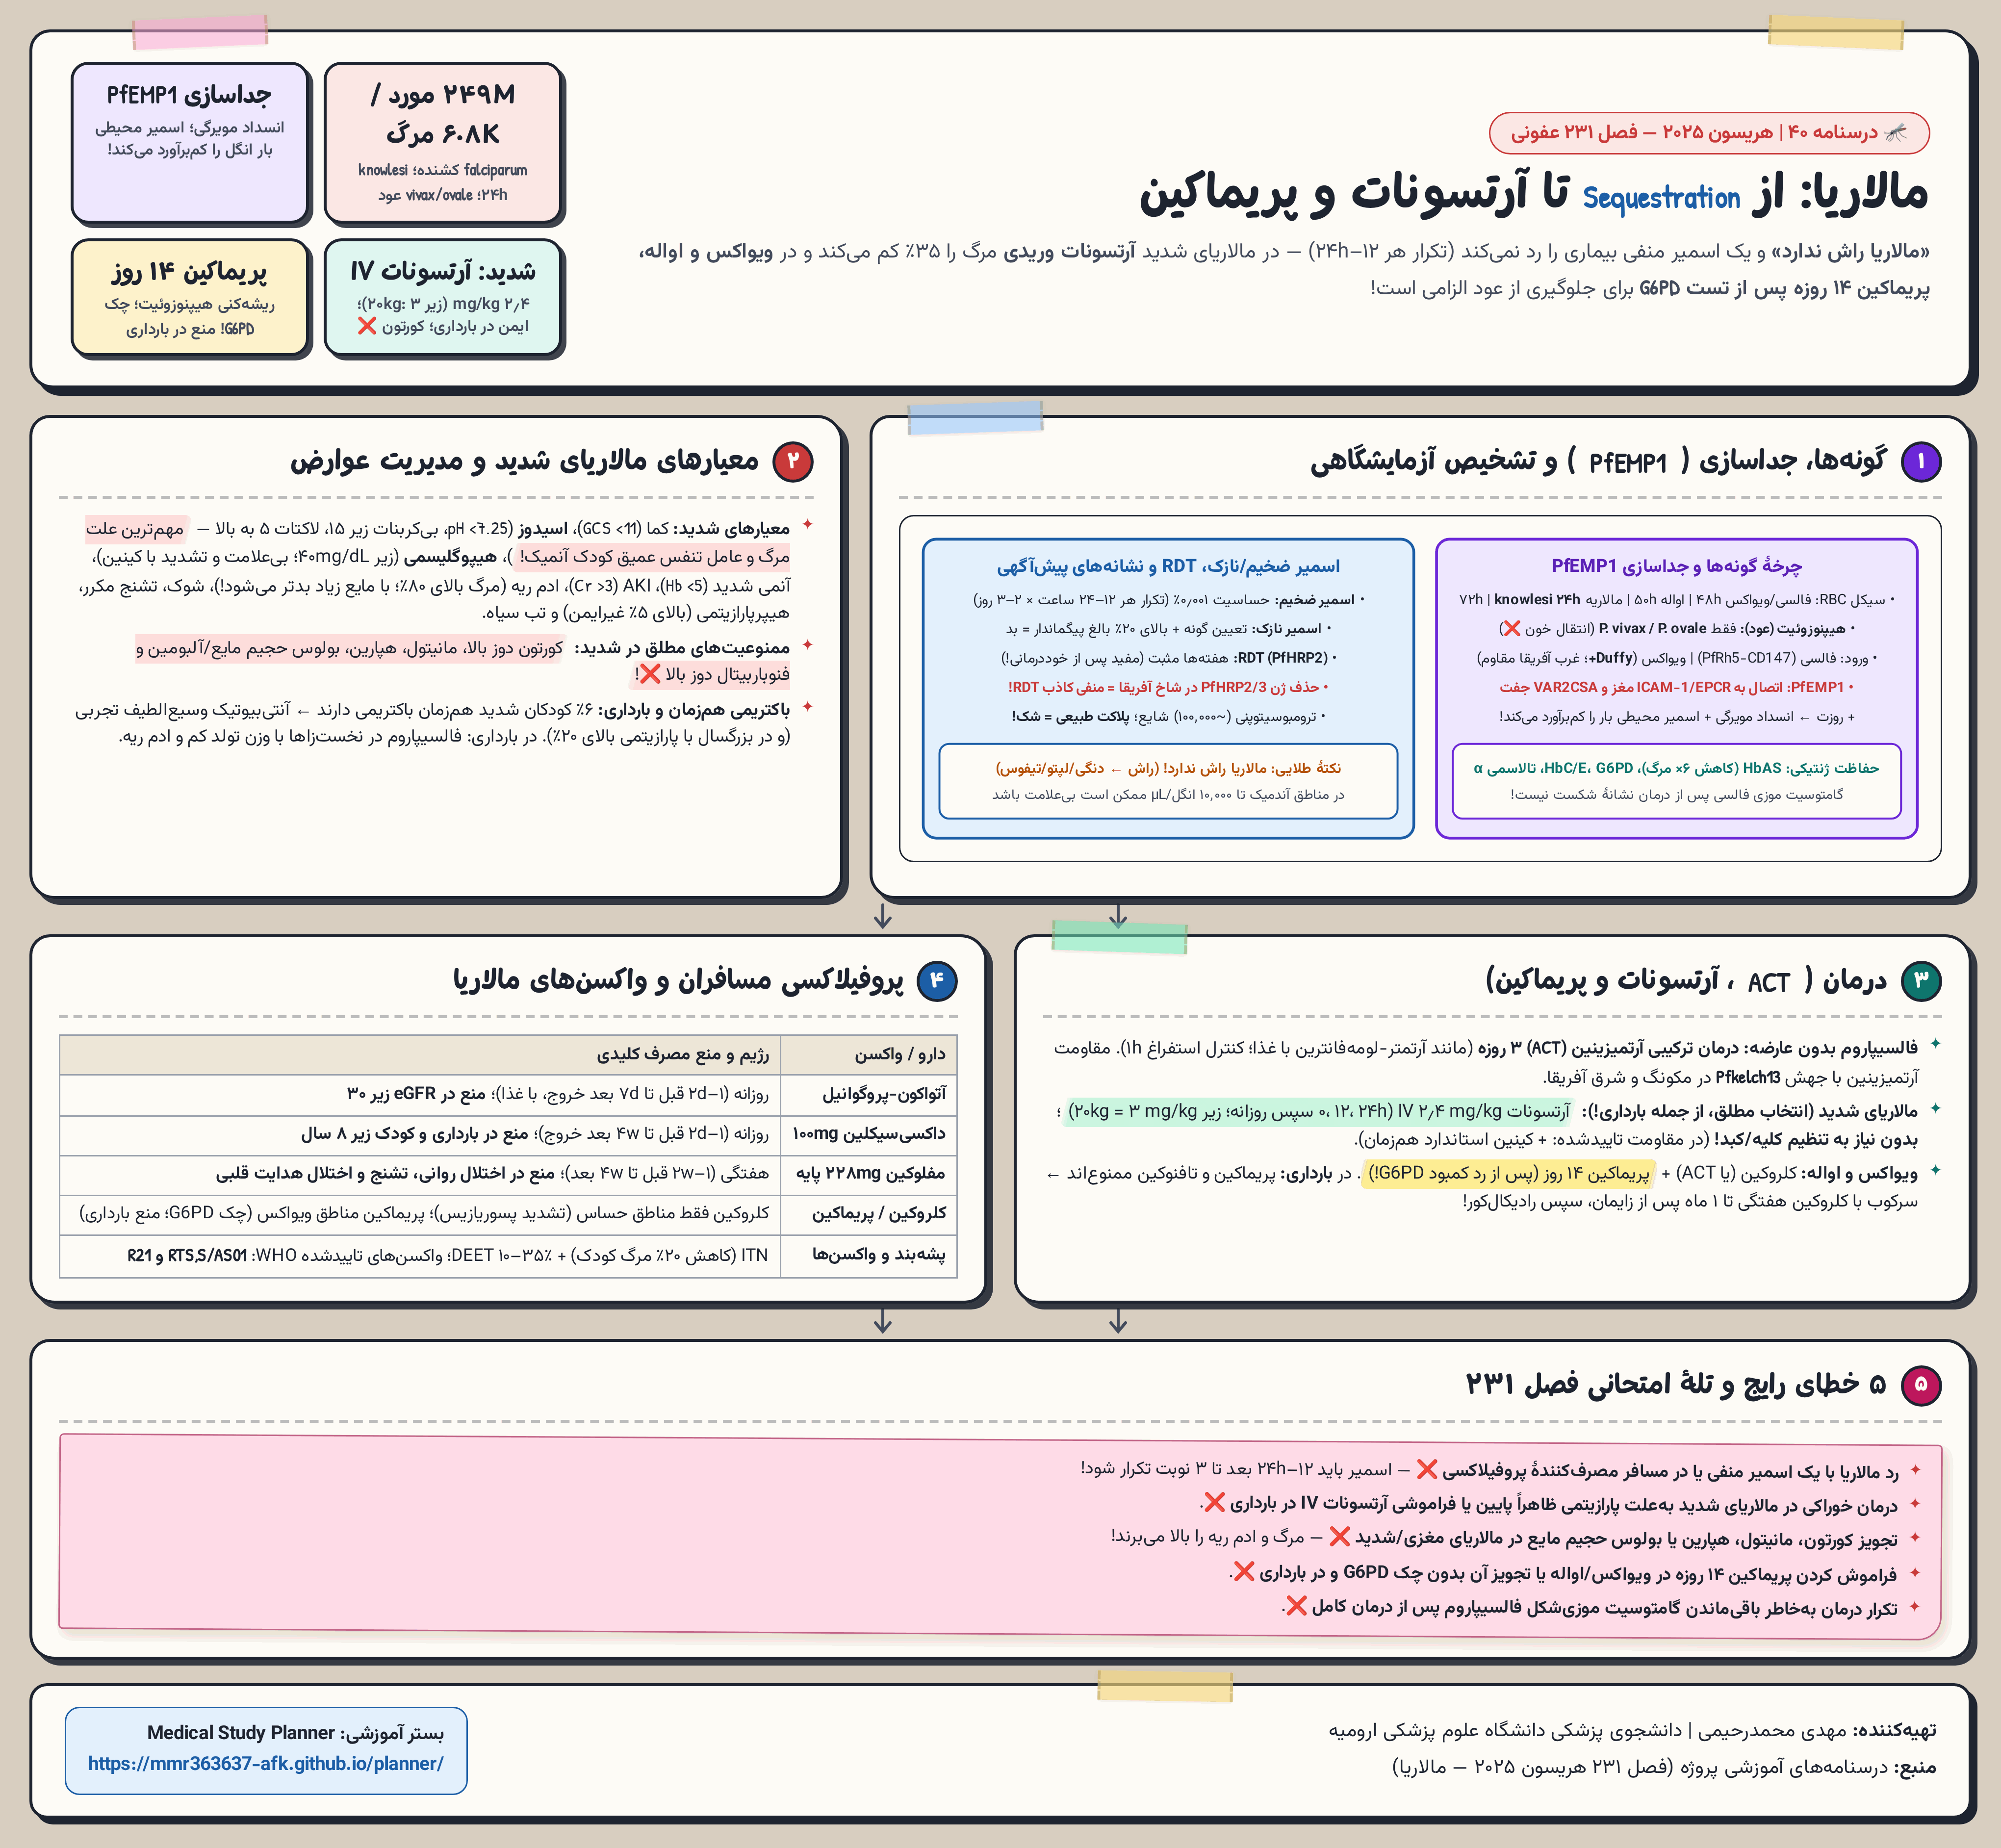 🦟 درسنامه ۴۰ | هریسون ۲۰۲۵ — فصل ۲۳۱ عفونی
مالاریا: از Sequestration تا آرتسونات و پریماکین
«مالاریا راش ندارد» و یک اسمیر منفی بیماری را رد نمی‌کند (تکرار هر ۱۲–۲۴h) — در مالاریای شدید آرتسونات وریدی مرگ را ۳۵٪ کم می‌کند و در ویواکس و اواله،
پریماکین ۱۴ روزه پس از تست G6PD برای جلوگیری از عود الزامی است!
۲۴۹M مورد /
۶۰۸K مرگ
falciparum کشنده؛ knowlesi
۲۴h؛ vivax/ovale عود
جداسازی PfEMP1
انسداد مویرگی؛ اسمیر محیطی
بار انگل را کم‌برآورد می‌کند!
شدید: آرتسونات IV
۲٫۴ mg/kg (زیر ۲۰kg: ۳)؛
ایمن در بارداری؛ کورتون ❌
پریماکین ۱۴ روز
ریشه‌کنی هیپنوزوئیت؛ چک
G6PD! منع در بارداری
۱ گونه‌ها، جداسازی ( PfEMP1 ) و تشخیص آزمایشگاهی
چرخهٔ گونه‌ها و جداسازی PfEMP1
• سیکل RBC: فالسی/ویواکس ۴۸h | اواله ۵۰h | مالاریه ۷۲h | knowlesi ۲۴h
• هیپنوزوئیت (عود): فقط P. vivax / P. ovale (انتقال خون ❌)
• ورود: فالسی (PfRh5-CD147) | ویواکس (Duffy+؛ غرب آفریقا مقاوم)
• PfEMP1: اتصال به ICAM-1/EPCR مغز و VAR2CSA جفت
+ روزت ← انسداد مویرگی + اسمیر محیطی بار را کم‌برآورد می‌کند!
حفاظت ژنتیکی: HbAS (کاهش ۶× مرگ)، HbC/E، G6PD، تالاسمی α
گامتوسیت موزی فالسی پس از درمان نشانهٔ شکست نیست!
اسمیر ضخیم/نازک، RDT و نشانه‌های پیش‌آگهی
• اسمیر ضخیم: حساسیت ۰٫۰۰۱٪ (تکرار هر ۱۲–۲۴ ساعت × ۲–۳ روز)
• اسمیر نازک: تعیین گونه + بالای ۲۰٪ بالغ پیگماندار = بد
• RDT (PfHRP2): هفته‌ها مثبت (مفید پس از خوددرمانی!)
• حذف ژن PfHRP2/3 در شاخ آفریقا = منفی کاذب RDT!
• ترومبوسیتوپنی (~۱۰۰,۰۰۰) شایع؛ پلاکت طبیعی = شک!
نکتهٔ طلایی: مالاریا راش ندارد! (راش ← دنگی/لپتو/تیفوس)
در مناطق آندمیک تا ۱۰,۰۰۰ انگل/µL ممکن است بی‌علامت باشد
۲ معیارهای مالاریای شدید و مدیریت عوارض
✦ معیارهای شدید: کما (GCS <11)، اسیدوز (pH <7.25، بی‌کربنات زیر ۱۵، لاکتات ۵ به بالا — مهم‌ترین علت
مرگ و عامل تنفس عمیق کودک آنمیک! )، هیپوگلیسمی (زیر ۴۰mg/dL؛ بی‌علامت و تشدید با کینین)،
آنمی شدید (Hb <5)، AKI (Cr >3)، ادم ریه (مرگ بالای ۸۰٪؛ با مایع زیاد بدتر می‌شود!)، شوک، تشنج مکرر،
هیپرپارازیتمی (بالای ۵٪ غیرایمن) و تب سیاه.
✦ ممنوعیت‌های مطلق در شدید: کورتون دوز بالا، مانیتول، هپارین، بولوس حجیم مایع/آلبومین و
فنوباربیتال دوز بالا ❌!
✦ باکتریمی هم‌زمان و بارداری: ۶٪ کودکان شدید هم‌زمان باکتریمی دارند ← آنتی‌بیوتیک وسیع‌الطیف تجربی
(و در بزرگسال با پارازیتمی بالای ۲۰٪). در بارداری: فالسیپاروم در نخست‌زاها با وزن تولد کم و ادم ریه.
۳ درمان ( ACT ، آرتسونات و پریماکین)
✦ فالسیپاروم بدون عارضه: درمان ترکیبی آرتمیزینین (ACT) ۳ روزه (مانند آرتمتر-لومه‌فانترین با غذا؛ کنترل استفراغ ۱h). مقاومت
آرتمیزینین با جهش Pfkelch13 در مکونگ و شرق آفریقا.
✦ مالاریای شدید (انتخاب مطلق، از جمله بارداری!): آرتسونات IV ۲٫۴ mg/kg (۰، ۱۲، ۲۴h سپس روزانه؛ زیر ۲۰kg = ۳ mg/kg) ؛
بدون نیاز به تنظیم کلیه/کبد! (در مقاومت تاییدشده: + کینین استاندارد هم‌زمان).
✦ ویواکس و اواله: کلروکین (یا ACT) + پریماکین ۱۴ روز (پس از رد کمبود G6PD!) . در بارداری: پریماکین و تافنوکین ممنوع‌اند ←
سرکوب با کلروکین هفتگی تا ۱ ماه پس از زایمان، سپس رادیکال‌کور!
۴ پروفیلاکسی مسافران و واکسن‌های مالاریا
دارو / واکسن | رژیم و منع مصرف کلیدی
آتواکون-پروگوانیل | روزانه (۱–۲d قبل تا ۷d بعد خروج، با غذا)؛ منع در eGFR زیر ۳۰
داکسی‌سیکلین ۱۰۰mg | روزانه (۱–۲d قبل تا ۴w بعد خروج)؛ منع در بارداری و کودک زیر ۸ سال
مفلوکین ۲۲۸mg پایه | هفتگی (۱–۲w قبل تا ۴w بعد)؛ منع در اختلال روانی، تشنج و اختلال هدایت قلبی
کلروکین / پریماکین | کلروکین فقط مناطق حساس (تشدید پسوریازیس)؛ پریماکین مناطق ویواکس (چک G6PD؛ منع بارداری)
پشه‌بند و واکسن‌ها | ITN (کاهش ۲۰٪ مرگ کودک) + DEET ۱۰–۳۵٪؛ واکسن‌های تاییدشده WHO: RTS,S/AS01 و R21
۵ ۵ خطای رایج و تلهٔ امتحانی فصل ۲۳۱
✦ رد مالاریا با یک اسمیر منفی یا در مسافر مصرف‌کنندهٔ پروفیلاکسی ❌ — اسمیر باید ۱۲–۲۴h بعد تا ۳ نوبت تکرار شود!
✦ درمان خوراکی در مالاریای شدید به‌علت پارازیتمی ظاهراً پایین یا فراموشی آرتسونات IV در بارداری ❌.
✦ تجویز کورتون، مانیتول، هپارین یا بولوس حجیم مایع در مالاریای مغزی/شدید ❌ — مرگ و ادم ریه را بالا می‌برند!
✦ فراموش کردن پریماکین ۱۴ روزه در ویواکس/اواله یا تجویز آن بدون چک G6PD و در بارداری ❌.
✦ تکرار درمان به‌خاطر باقی‌ماندن گامتوسیت موزی‌شکل فالسیپاروم پس از درمان کامل ❌.
تهیه‌کننده: مهدی محمدرحیمی | دانشجوی پزشکی دانشگاه علوم پزشکی ارومیه
منبع: درسنامه‌های آموزشی پروژه (فصل ۲۳۱ هریسون ۲۰۲۵ — مالاریا)
بستر آموزشی: Medical Study Planner
https://mmr363637-afk.github.io/planner/